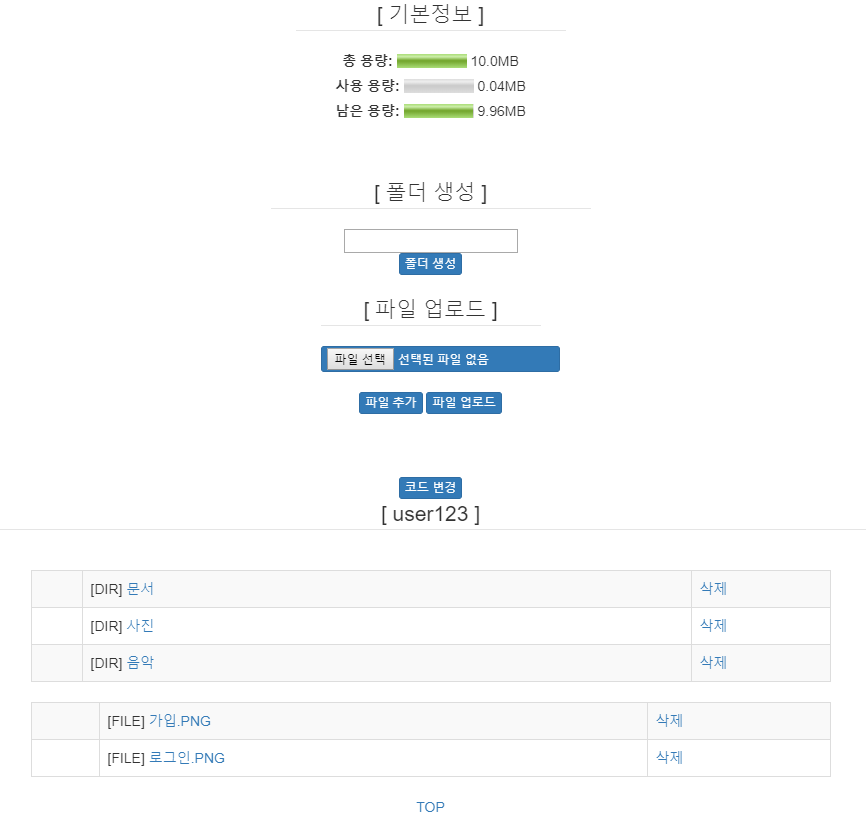 [ 기본정보 ]
총 용량: 10.0MB
사용 용량: 0.04MB
남은 용량: 9.96MB
[ 폴더 생성 ]
폴더 생성
[ 파일 업로드 ]
파일 선택 선택된 파일 없음
파일 추가 파일 업로드
코드 변경
[ user123 ]
[DIR] 문서 삭제
[DIR] 사진 삭제
[DIR] 음악 삭제
[FILE] 가입.PNG 삭제
[FILE] 로그인.PNG 삭제
TOP